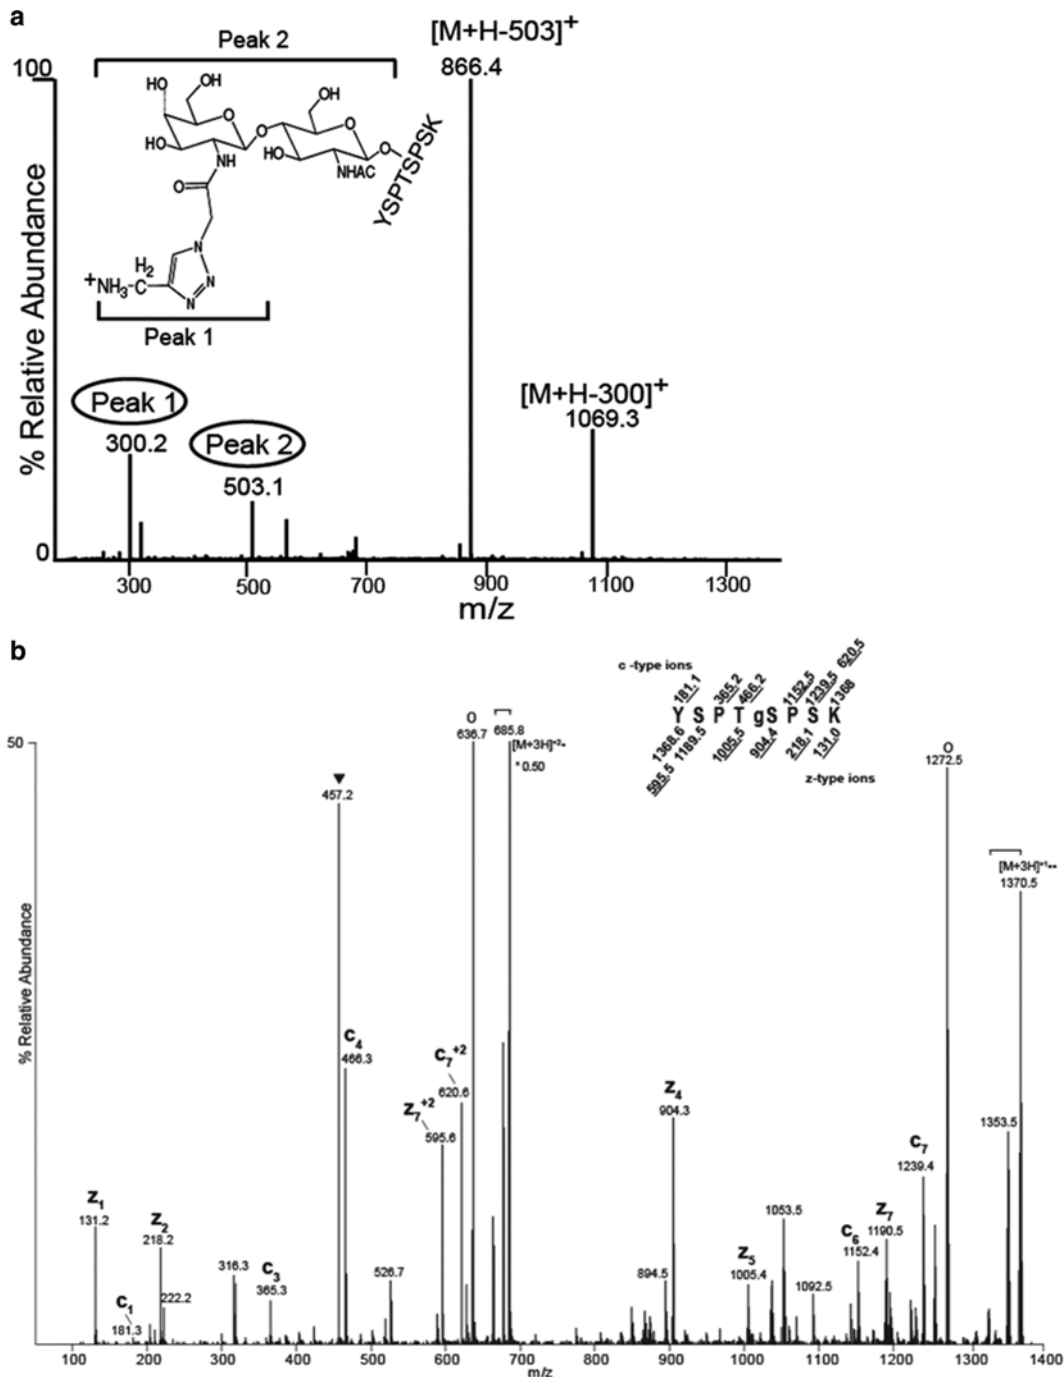 a
Peak 2
[M+H-503]+
866.4
100
HO
OH
OH
O
O
O
HO
HO
O
NH
NHAC
O
YSPTSPSK
N
N
N
H2
+NH3-C
Peak 1
% Relative Abundance
[M+H-300]+
1069.3
Peak 1
300.2
Peak 2
503.1
0
300
500
700
900
1100
1300
m/z
b
c -type ions
181.1
365.2
466.2
1152.5
1239.5
620.5
1368
Y S P T gS P S K
1368.6
595.5
1189.5
1005.5
904.4
218.1
131.0
z-type ions
50
O
636.7
685.8
[M+3H]+2-
* 0.50
O
1272.5
457.2
[M+3H]+1--
1370.5
C4
466.3
C7+2
620.6
Z7+2
595.6
Z4
904.3
1353.5
C7
1239.4
Z1
131.2
Z2
218.2
1053.5
Z7
1190.5
C6
1152.4
316.3
C3
365.3
526.7
894.5
Z5
1005.4
1092.5
222.2
C1
181.3
% Relative Abundance
100
200
300
400
500
600
700
800
900
1000
1100
1200
1300
1400
m/z